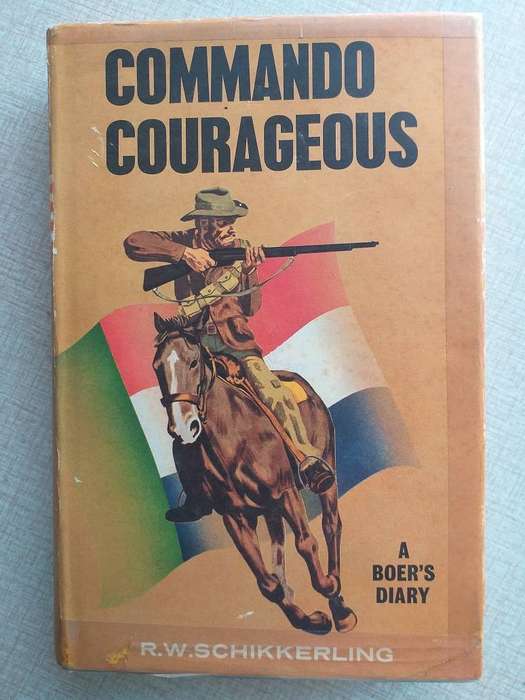 COMMANDO
COURAGEOUS
A
BOER'S
DIARY
R.W.SCHIKKERLING